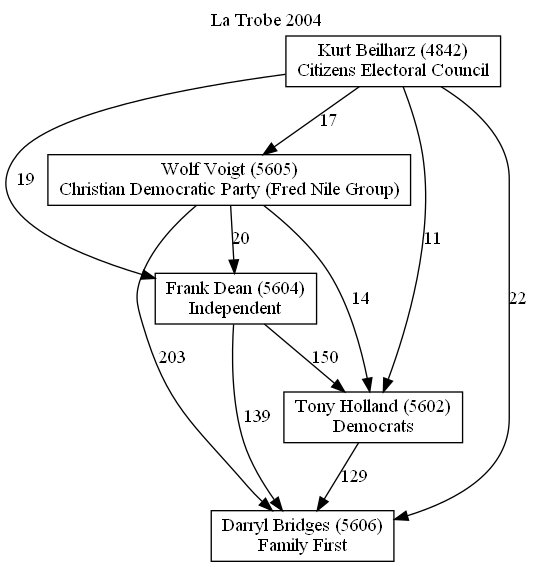 La Trobe 2004
Kurt Beilharz (4842)
Citizens Electoral Council
17
Wolf Voigt (5605)
Christian Democratic Party (Fred Nile Group)
19
20
11
Frank Dean (5604)
Independent
14
22
203
150
139
Tony Holland (5602)
Democrats
129
Darryl Bridges (5606)
Family First